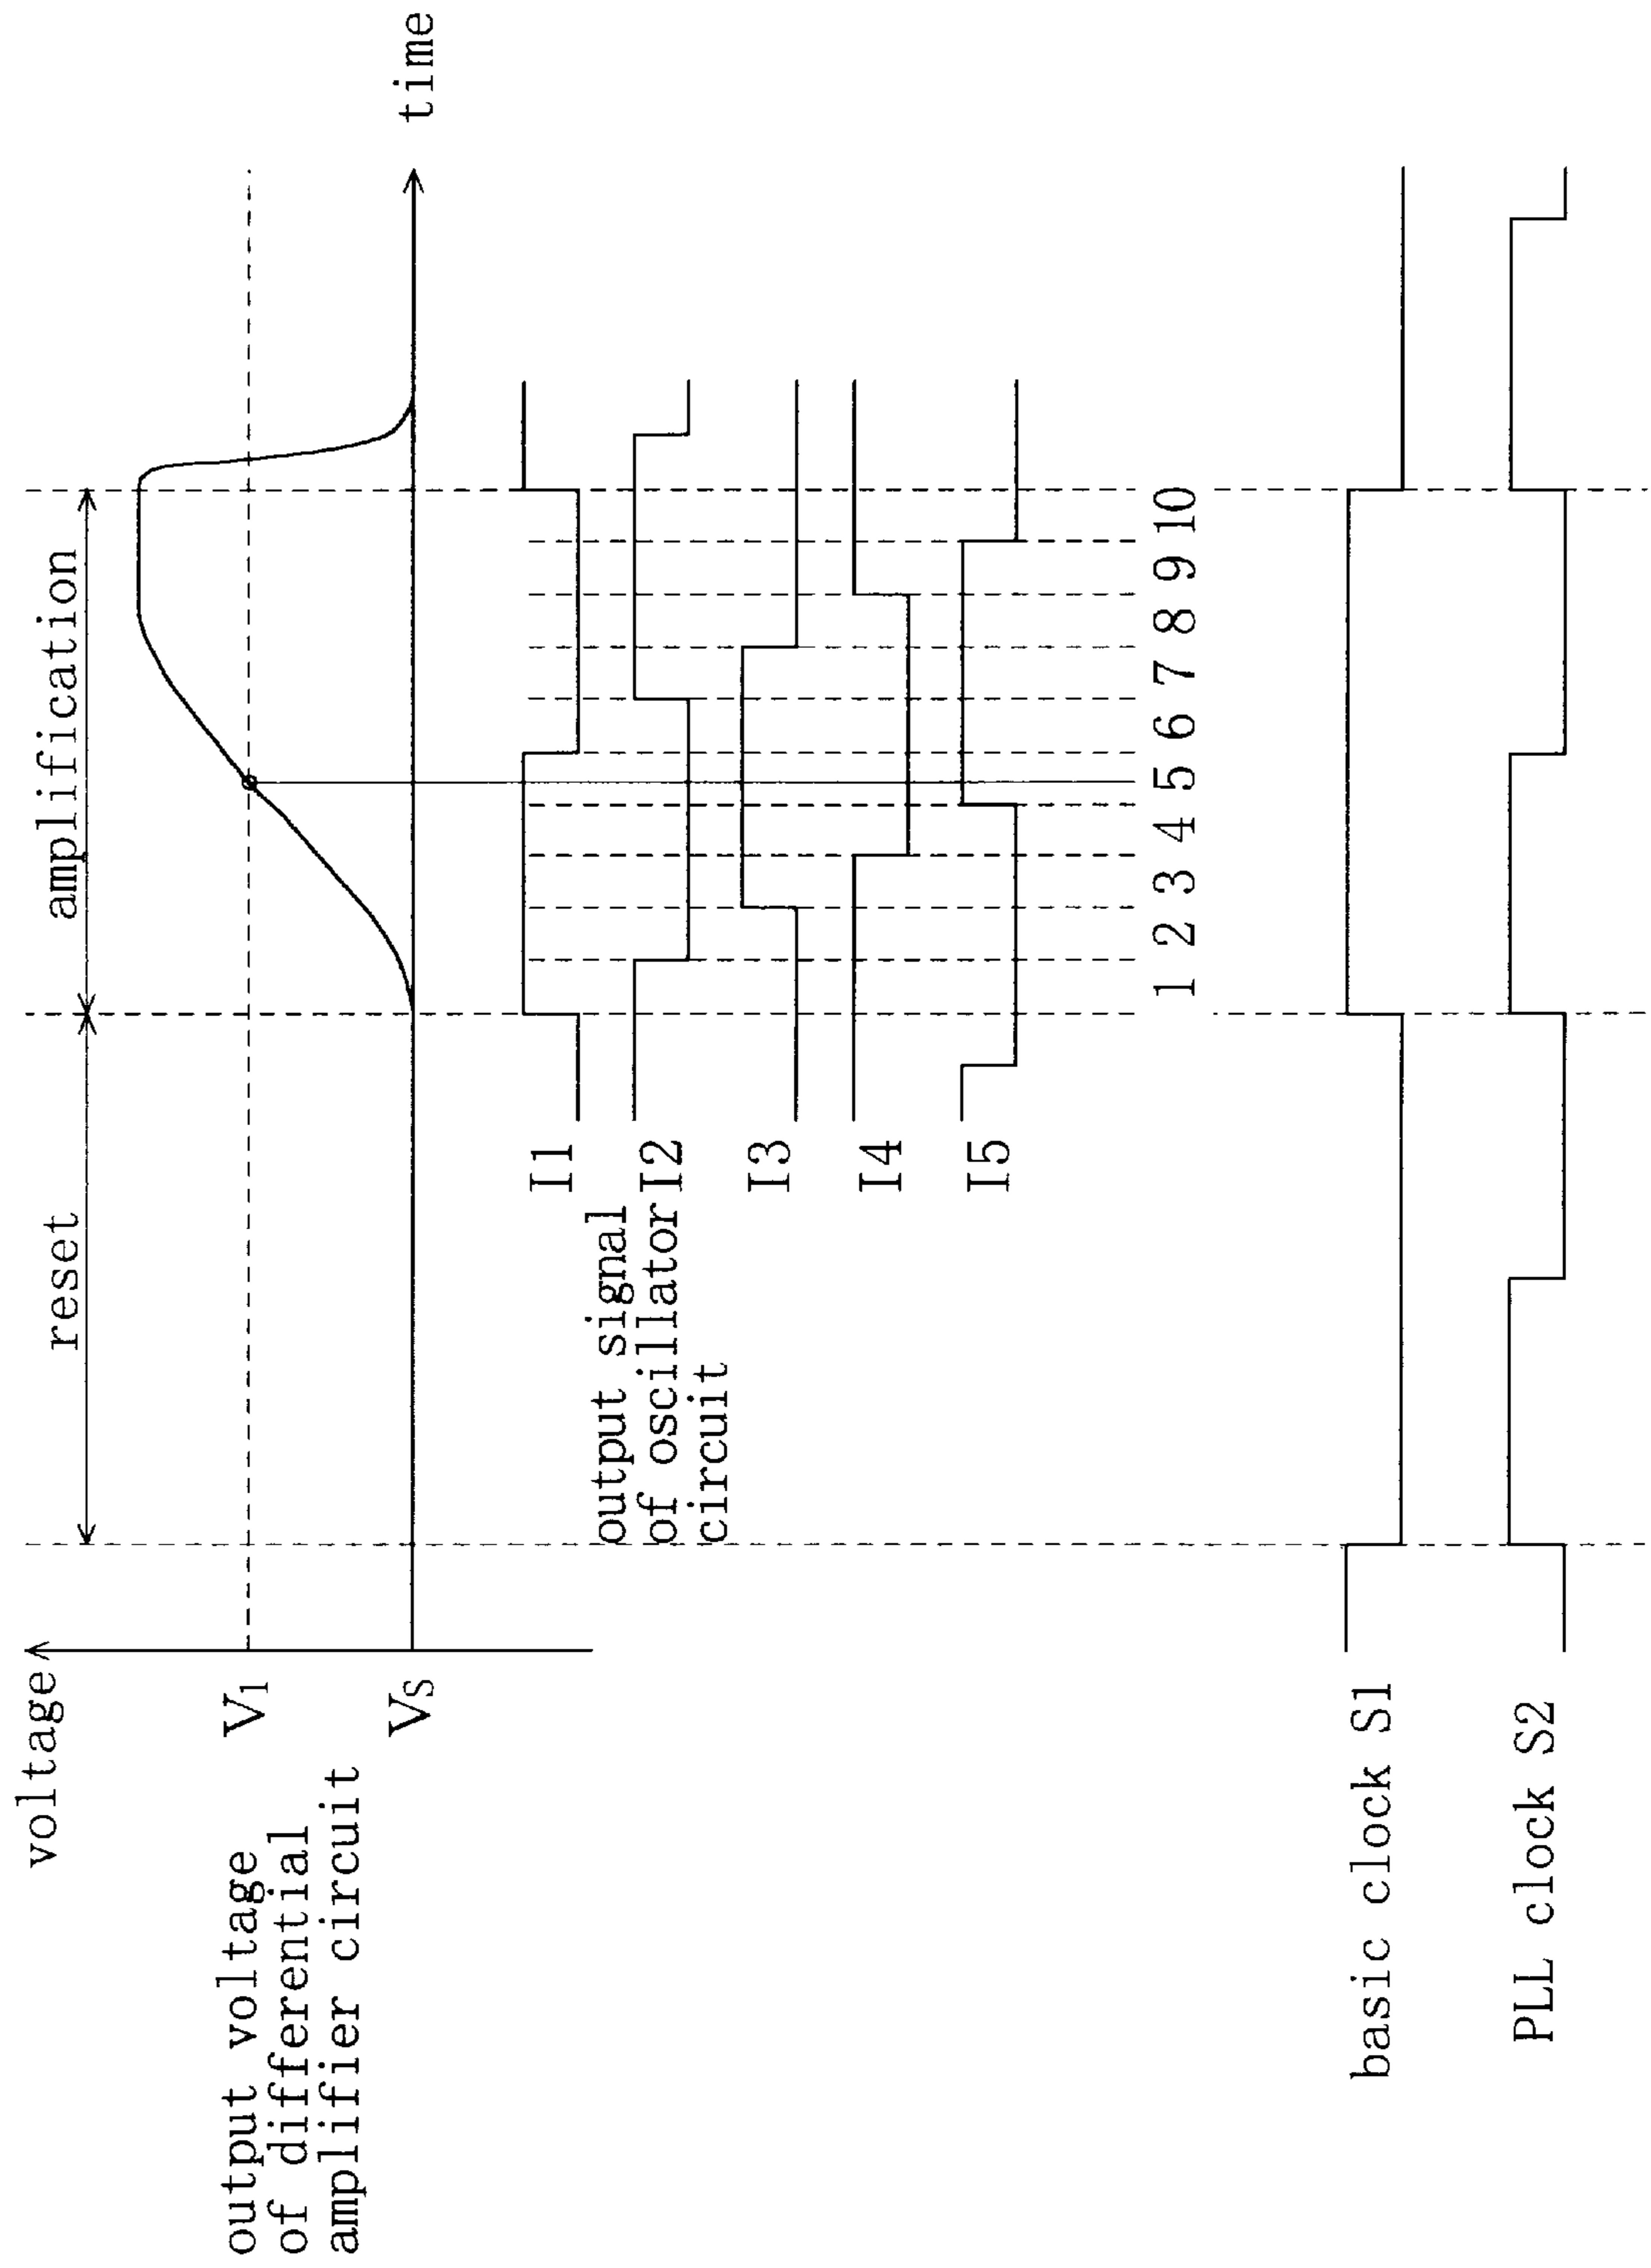 voltage
reset
amplification
V1
VS
time
output voltage
of differential
amplifier circuit
I1
I2
I3
I4
I5
output signal
of oscillator
circuit
1 2 3 4 5 6 7 8 9 10
basic clock S1
PLL clock S2